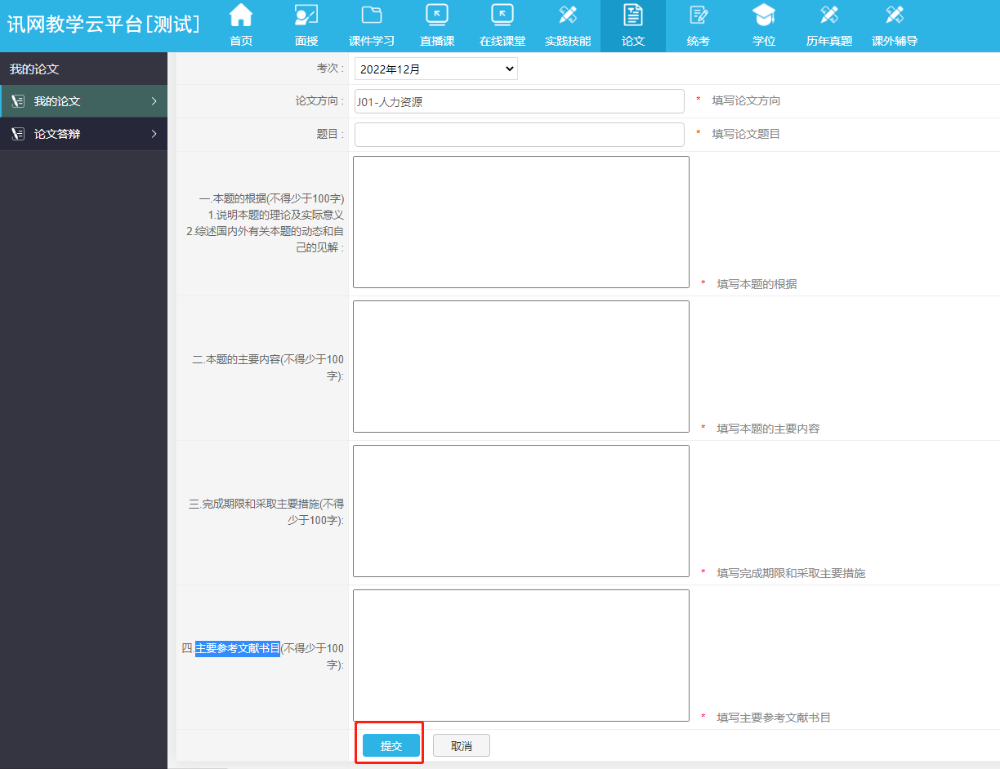 讯网教学云平台[测试]
首页
面授
课件学习
直播课
在线课堂
实践技能
论文
统考
学位
历年真题
课外辅导
我的论文
我的论文
论文答辩
考次 :
2022年12月
论文方向 :
J01-人力资源
* 填写论文方向
题目 :
* 填写论文题目
一.本题的根据(不得少于100字)
1.说明本题的理论及实际意义
2.综述国内外有关本题的动态和自
己的见解 :
* 填写本题的根据
二.本题的主要内容(不得少于100
字):
* 填写本题的主要内容
三.完成期限和采取主要措施(不得
少于100字):
* 填写完成期限和采取主要措施
四.主要参考文献书目(不得少于100
字):
* 填写主要参考文献书目
提交
取消